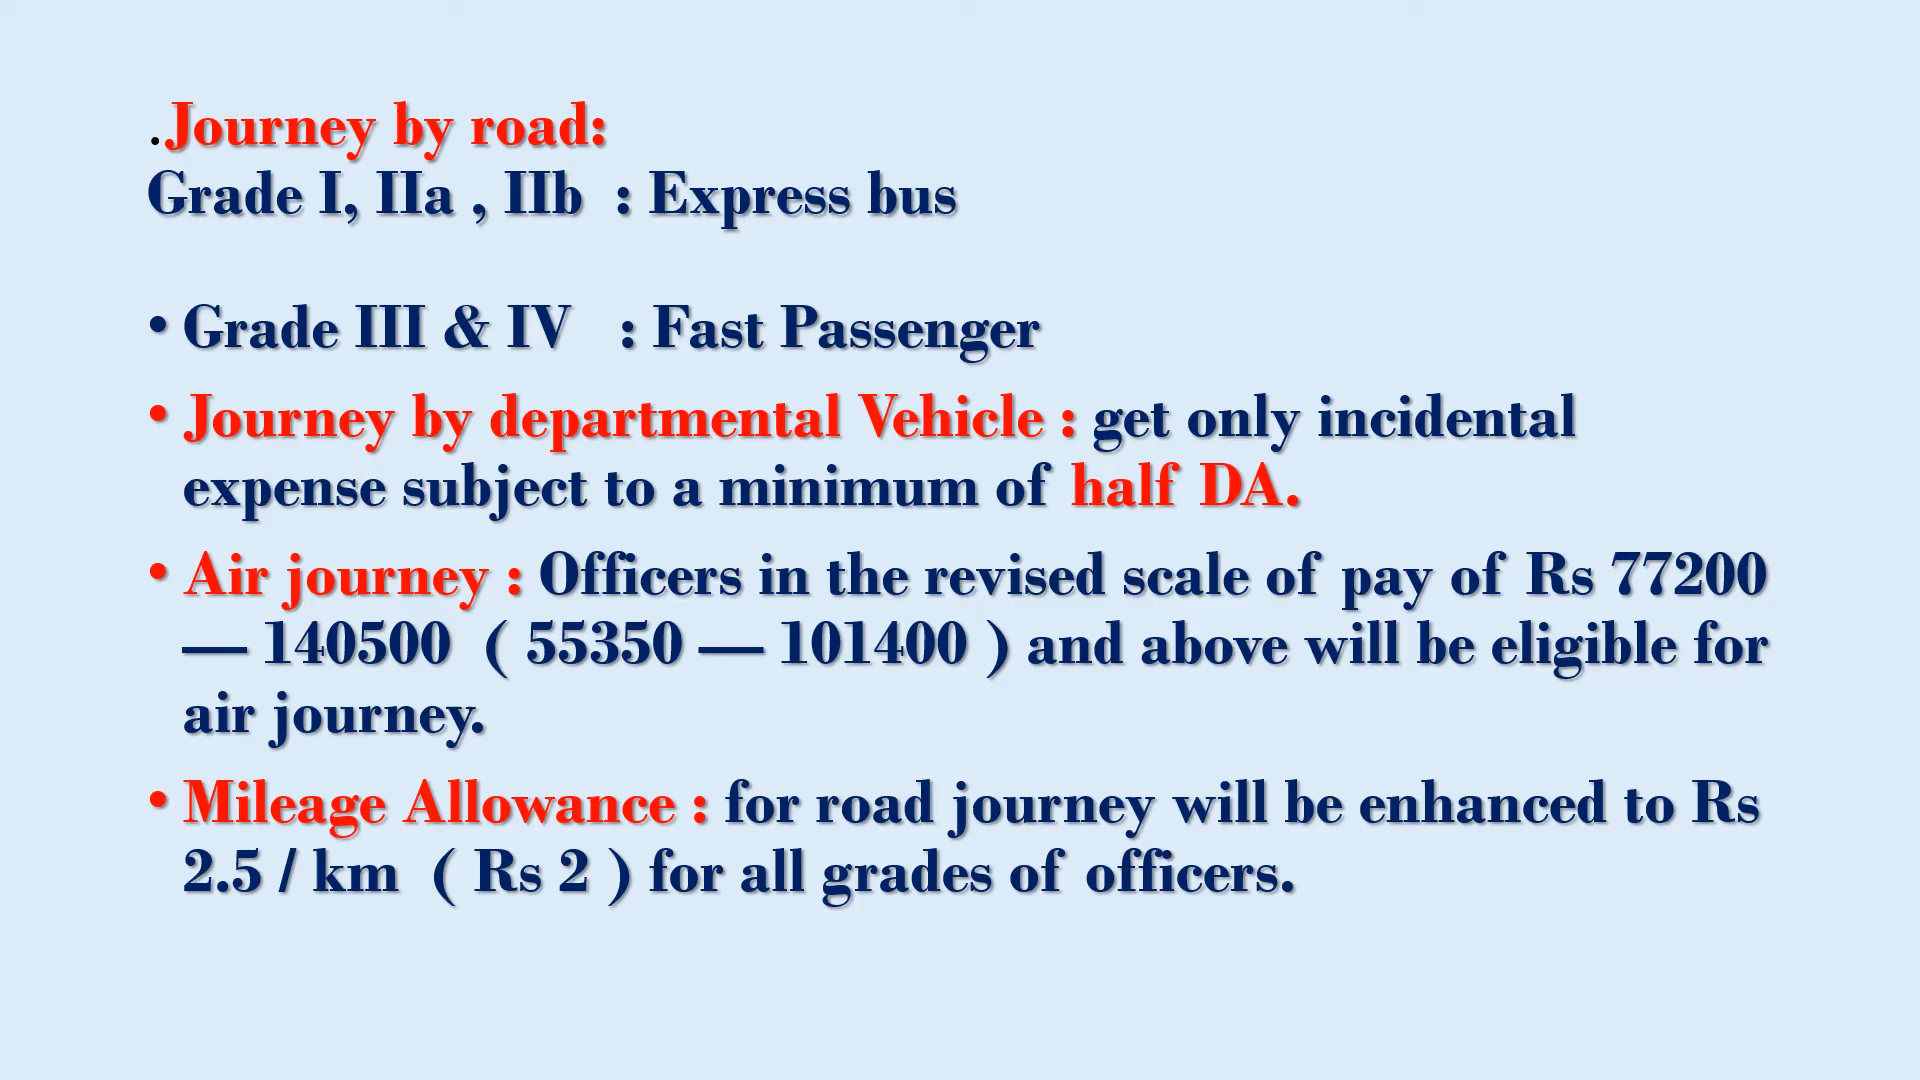 .Journey by road:
Grade I, IIa , IIb : Express bus
• Grade III & IV : Fast Passenger
• Journey by departmental Vehicle : get only incidental
expense subject to a minimum of half DA.
• Air journey : Officers in the revised scale of pay of Rs 77200
— 140500 ( 55350 — 101400 ) and above will be eligible for
air journey.
• Mileage Allowance : for road journey will be enhanced to Rs
2.5 / km ( Rs 2 ) for all grades of officers.